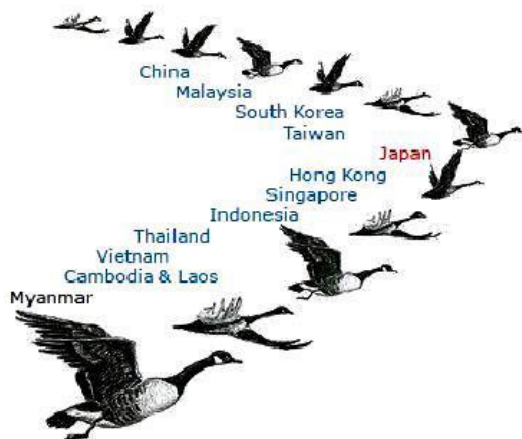 China
Malaysia
South Korea
Taiwan
Japan
Hong Kong
Singapore
Indonesia
Thailand
Vietnam
Cambodia & Laos
Myanmar